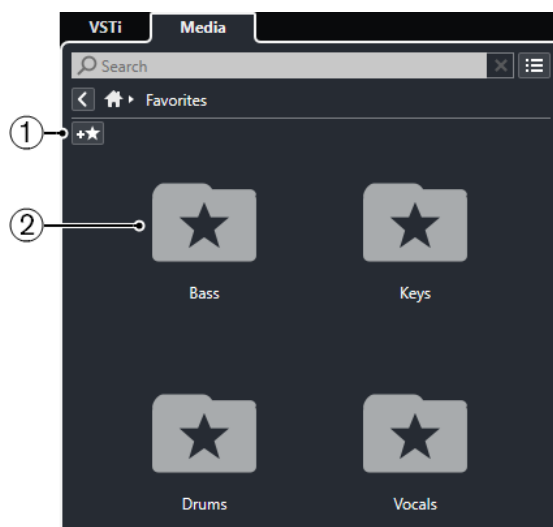 VSTi Media
Search
Favorites
1
2
Bass Keys
Drums Vocals